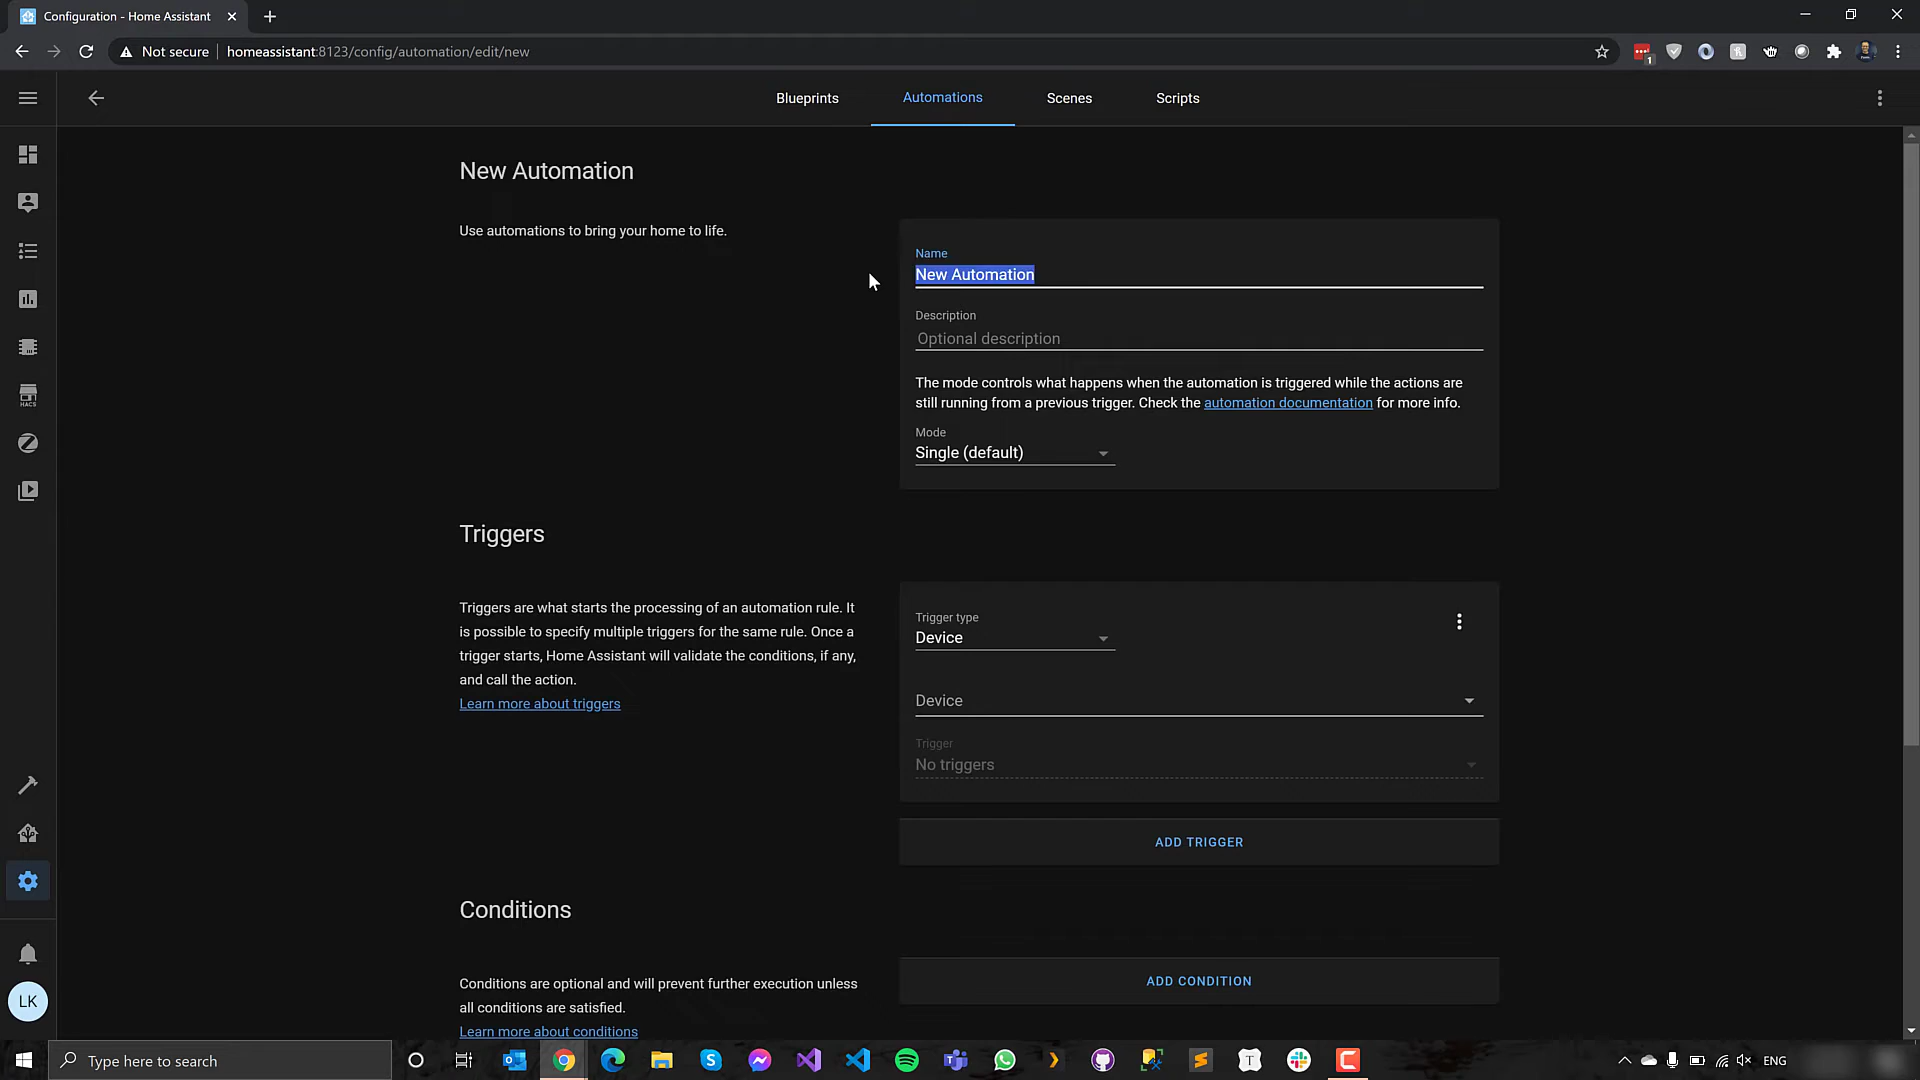 Configuration - Home Assistant
Not secure
homeassistant:8123/config/automation/edit/new
1
Blueprints
Automations
Scenes
Scripts
New Automation
Use automations to bring your home to life.
Name
New Automation
Description
Optional description
The mode controls what happens when the automation is triggered while the actions are
still running from a previous trigger. Check the automation documentation for more info.
Mode
Single (default)
HACS
Triggers
Triggers are what starts the processing of an automation rule. It
is possible to specify multiple triggers for the same rule. Once a
trigger starts, Home Assistant will validate the conditions, if any,
and call the action.
Learn more about triggers
Trigger type
Device
Device
Trigger
No triggers
ADD TRIGGER
Conditions
Conditions are optional and will prevent further execution unless
all conditions are satisfied.
Learn more about conditions
ADD CONDITION
LK
Type here to search
ENG